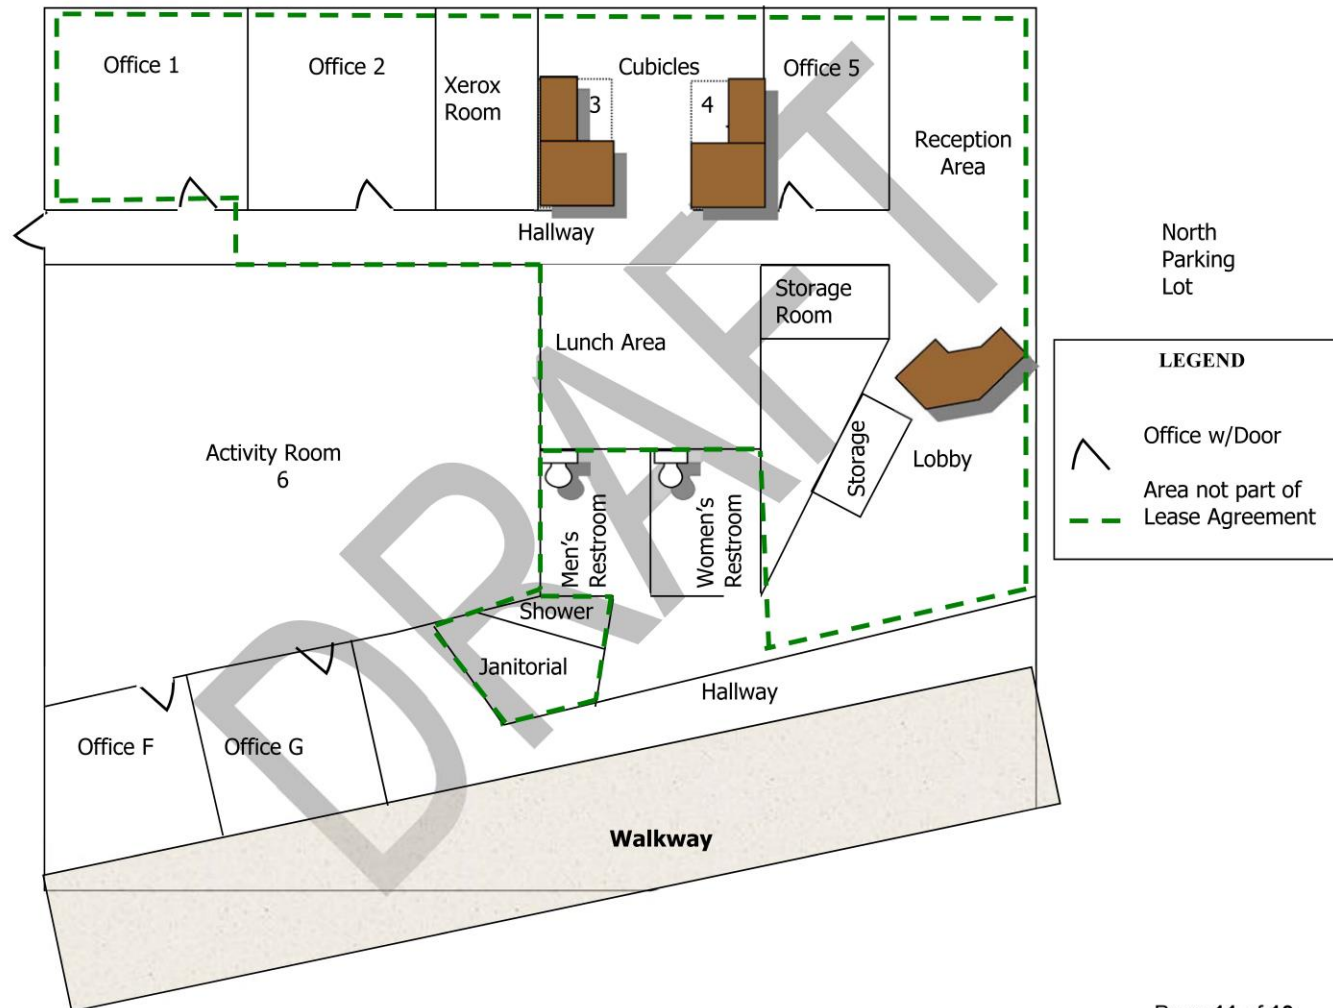 Office 1
Office 2
Xerox
Room
Cubicles
3
4
Office 5
Reception
Area
Hallway
North
Parking
Lot
Storage
Room
Lunch Area
LEGEND
Office w/Door
Area not part of
Lease Agreement
Activity Room
6
Storage
Lobby
Men's
Restroom
Women's
Restroom
Shower
Janitorial
Hallway
Office F
Office G
Walkway
DRAFT